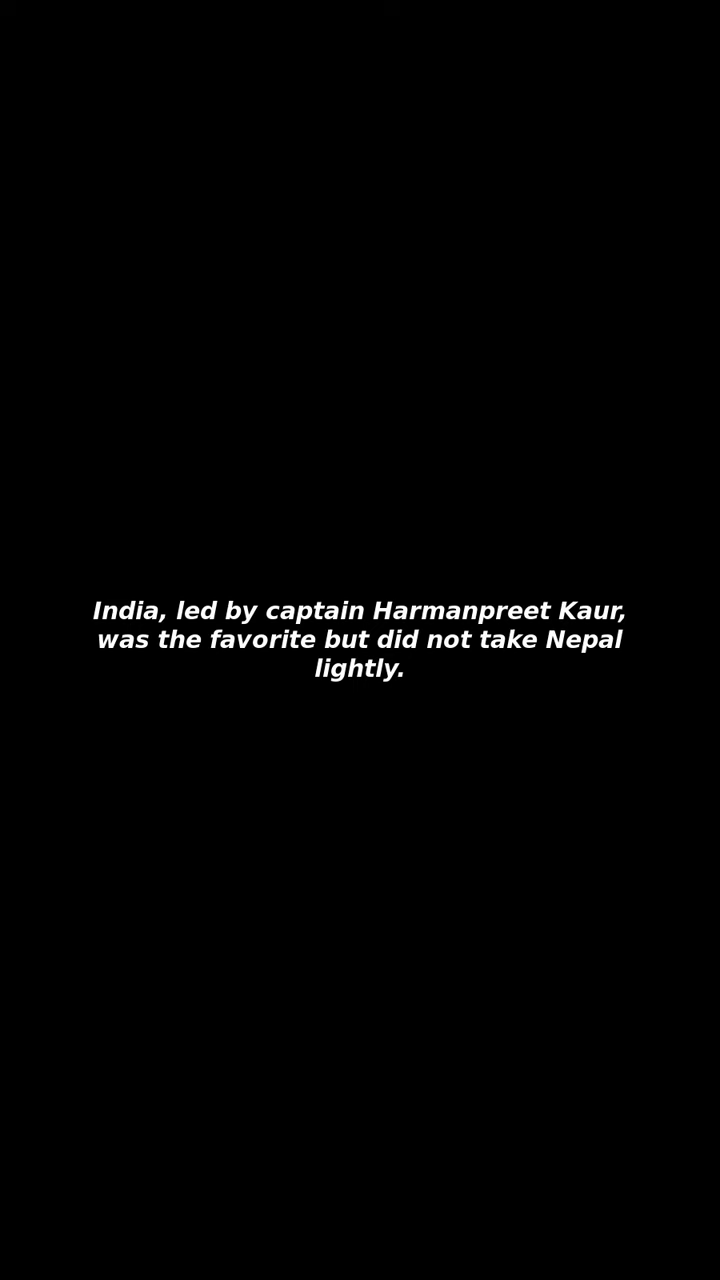 India, led by captain Harmanpreet Kaur,
was the favorite but did not take Nepal
lightly.